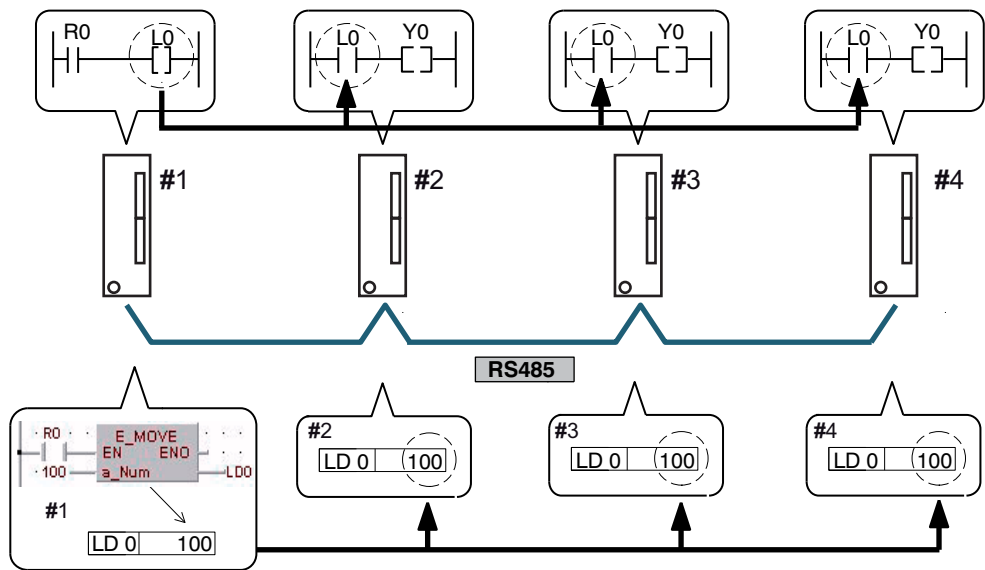 R0 L0
L0 Y0
L0 Y0
L0 Y0
#1
#2
#3
#4
RS485
R0 E_MOVE
EN ENO
100 a_Num LD0
#1
LD 0 100
#2
LD 0 100
#3
LD 0 100
#4
LD 0 100